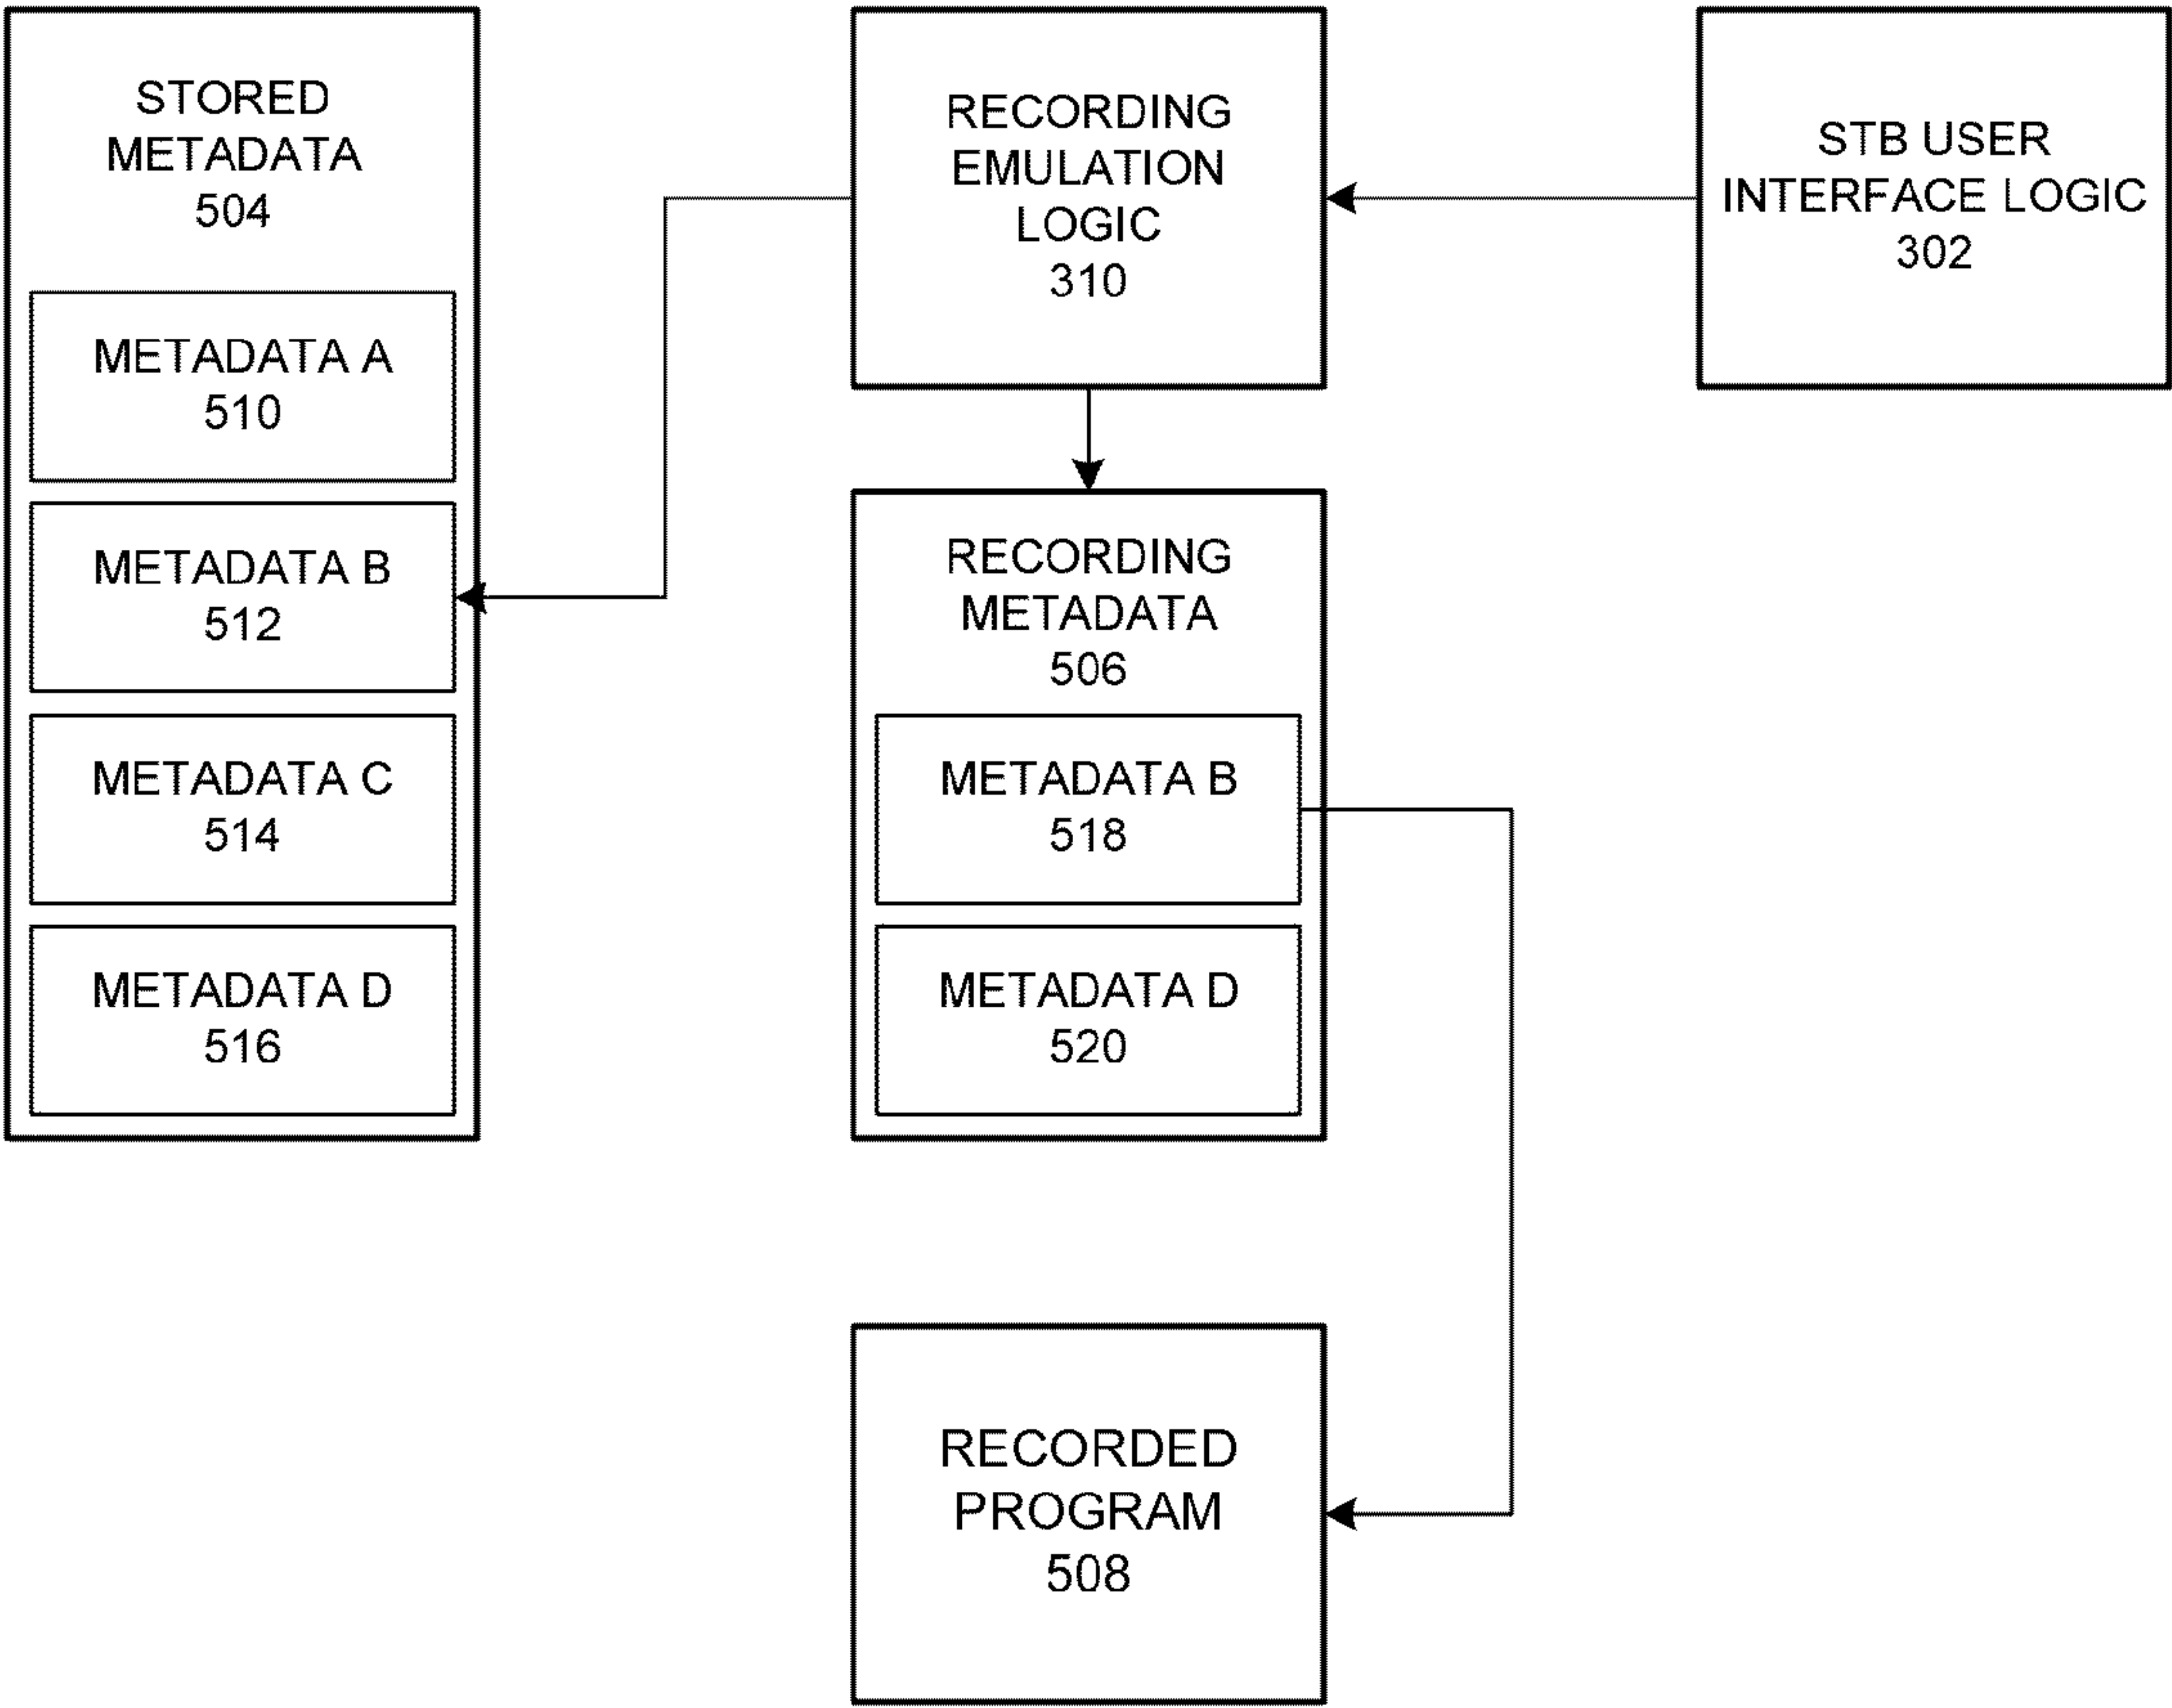 STORED
METADATA
504
METADATA A
510
METADATA B
512
METADATA C
514
METADATA D
516
RECORDING
EMULATION
LOGIC
310
RECORDING
METADATA
506
METADATA B
518
METADATA D
520
RECORDED
PROGRAM
508
STB USER
INTERFACE LOGIC
302